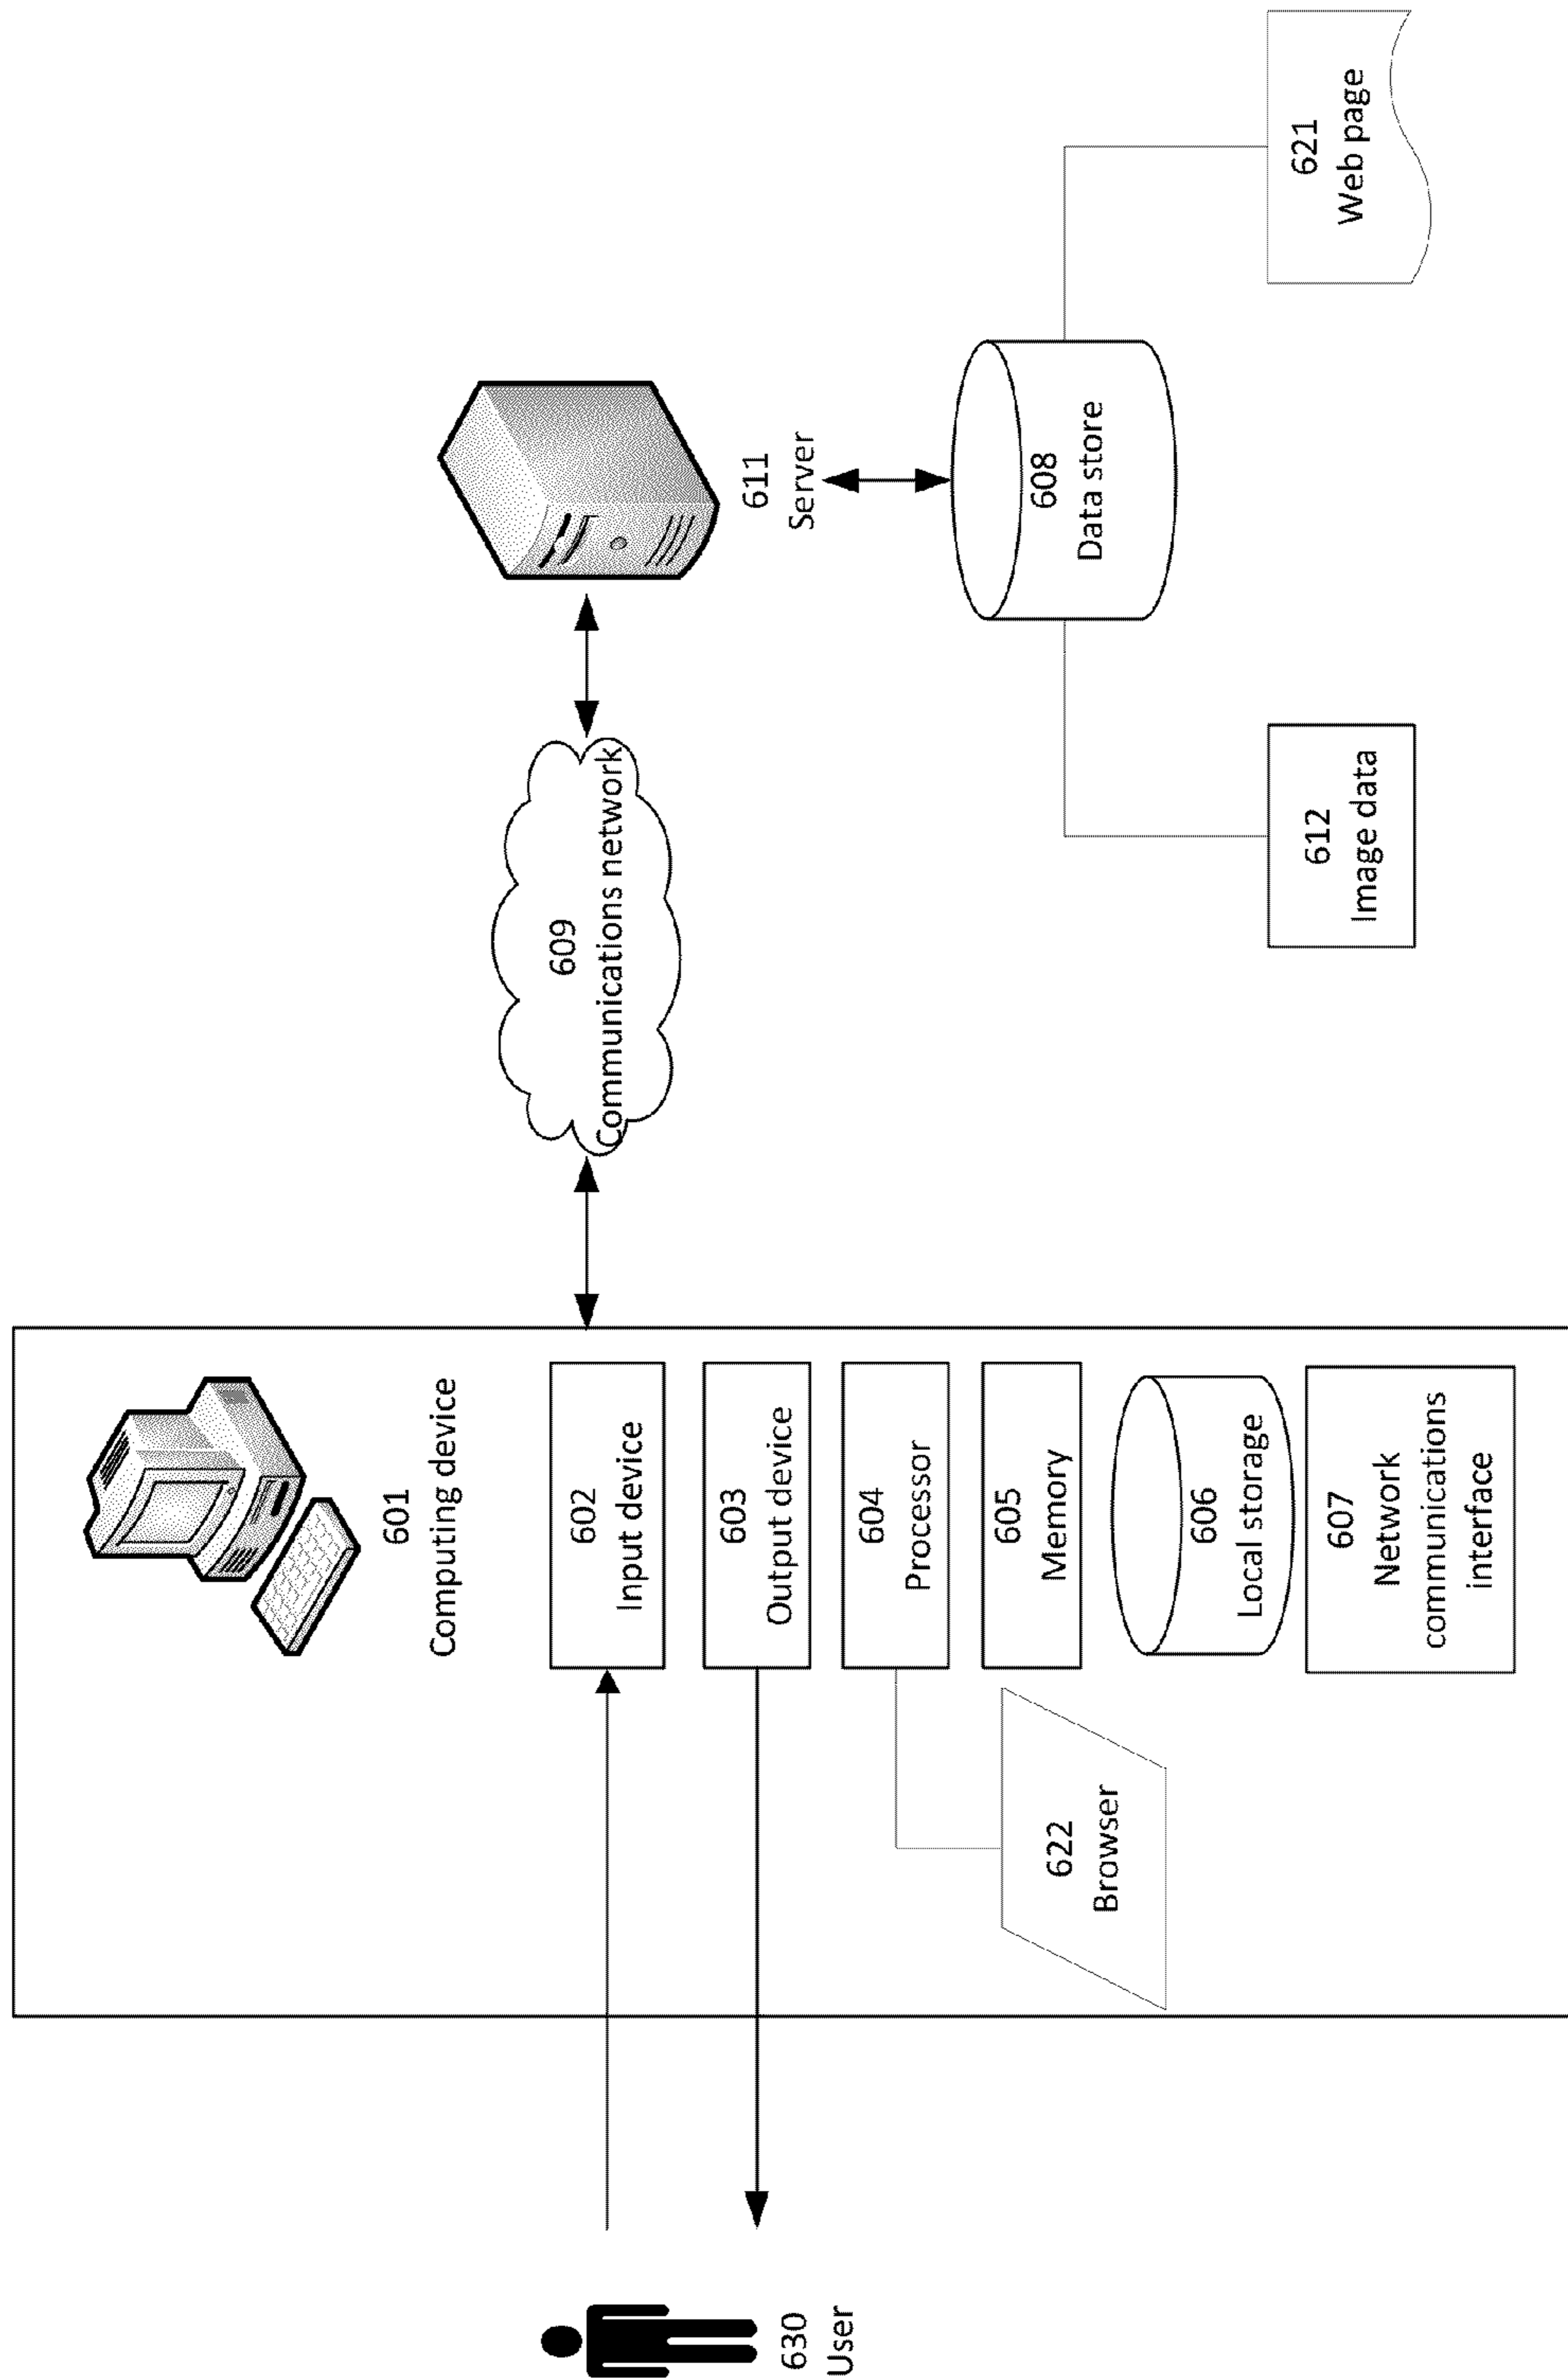 630
User
601
Computing device
602
Input device
603
Output device
604
Processor
622
Browser
605
Memory
606
Local storage
607
Network
communications
interface
609
Communications network
611
Server
608
Data store
612
Image data
621
Web page